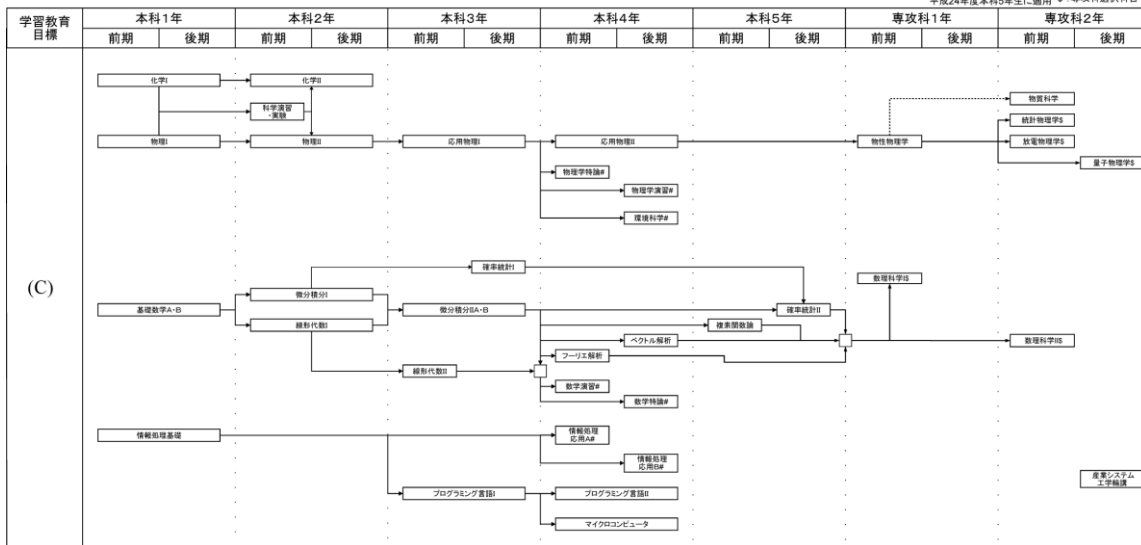 平成24年度本科5年生に適用
学習教育
目標
本科1年 本科2年 本科3年 本科4年 本科5年 専攻科1年 専攻科2年
前期 後期 前期 後期 前期 後期 前期 後期 前期 後期 前期 後期 前期 後期
化学I 化学II
科学演習
・実験
物質科学
統計物理学$
物理I 物理II 応用物理I 応用物理II 物性物理学 放電物理学$
量子物理学$
物理学特論#
物理学演習#
環境科学#
(C)
確率統計I
数理科学I$
微分積分I
基礎数学A・B 微分積分IIA・B 確率統計II
線形代数I 複素関数論
ベクトル解析 数理科学II$
フーリエ解析
線形代数II
数学演習#
数学特論#
情報処理基礎
情報処理
応用A#
情報処理
応用B#
産業システム
工学輪講
プログラミング言語I プログラミング言語II
マイクロコンピュータ